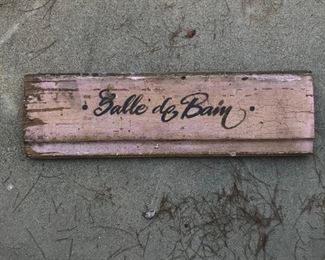 • Salle de Bain •